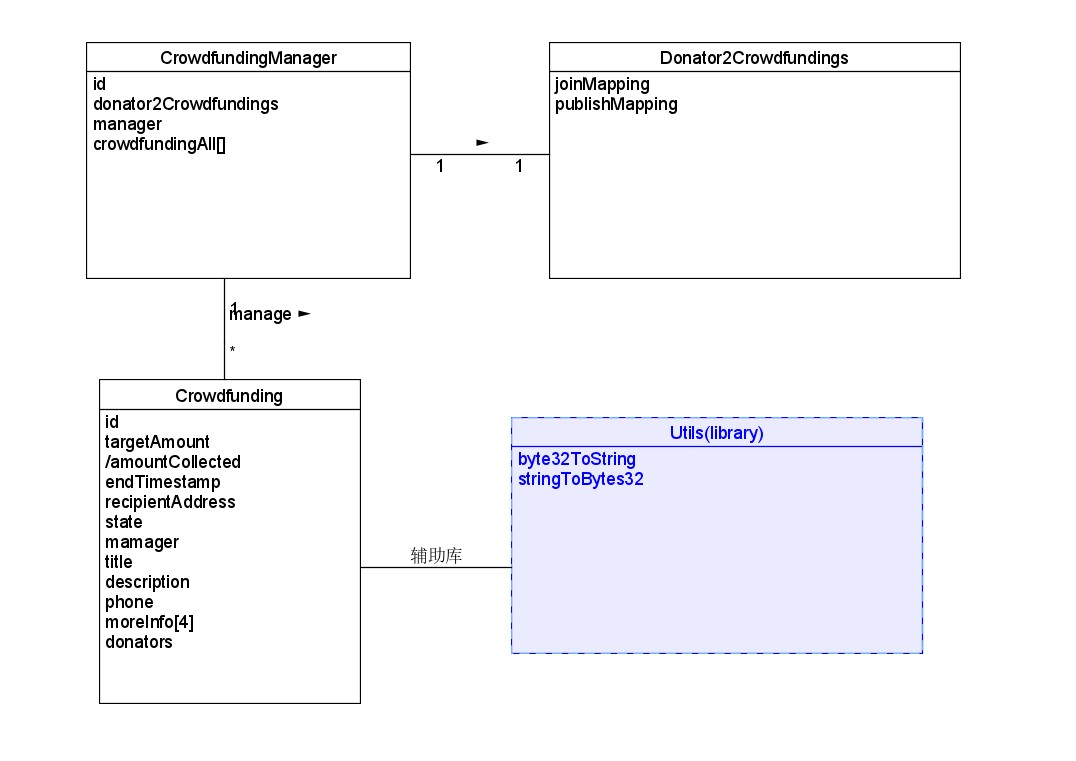 CrowdfundingManager
id
donator2Crowdfundings
manager
crowdfundingAll[]
Donator2Crowdfundings
joinMapping
publishMapping
1
1
1
manage
*
Crowdfunding
id
targetAmount
/amountCollected
endTimestamp
recipientAddress
state
mamager
title
description
phone
moreInfo[4]
donators
辅助库
Utils(library)
byte32ToString
stringToBytes32